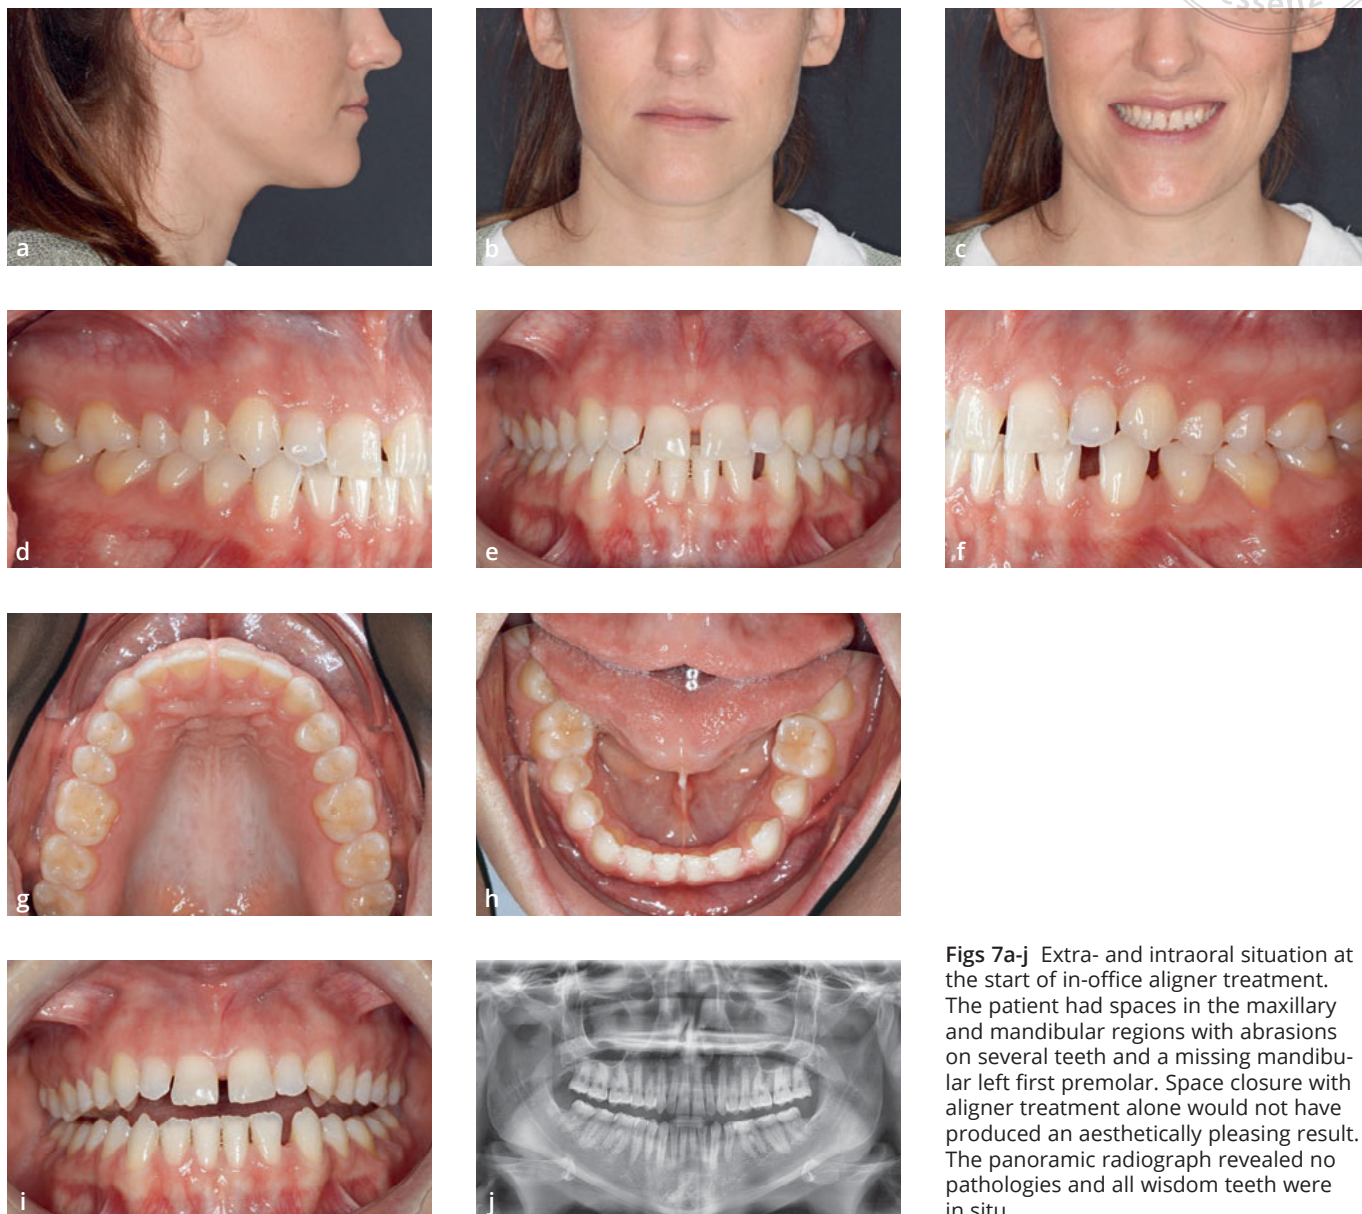 ssenz
a
b
c
d
e
f
g
h
i
j
Figs 7a-j Extra- and intraoral situation at
the start of in-office aligner treatment.
The patient had spaces in the maxillary
and mandibular regions with abrasions
on several teeth and a missing mandibu-
lar left first premolar. Space closure with
aligner treatment alone would not have
produced an aesthetically pleasing result.
The panoramic radiograph revealed no
pathologies and all wisdom teeth were
in situ